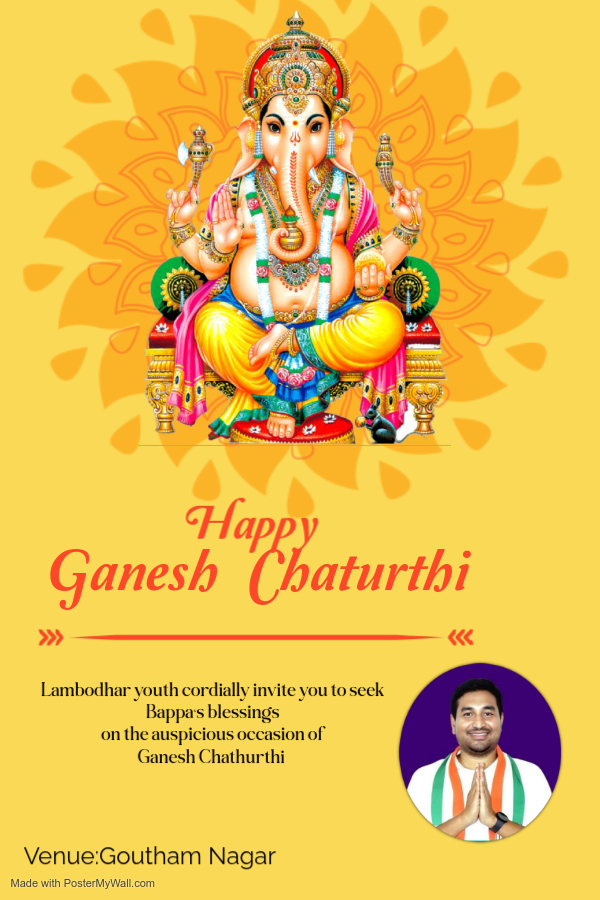 Happy
Ganesh Chaturthi
Lambodhar youth cordially invite you to seek
Bappa's blessings
on the auspicious occasion of
Ganesh Chathurthi
Venue:Goutham Nagar
Made with PosterMyWall.com